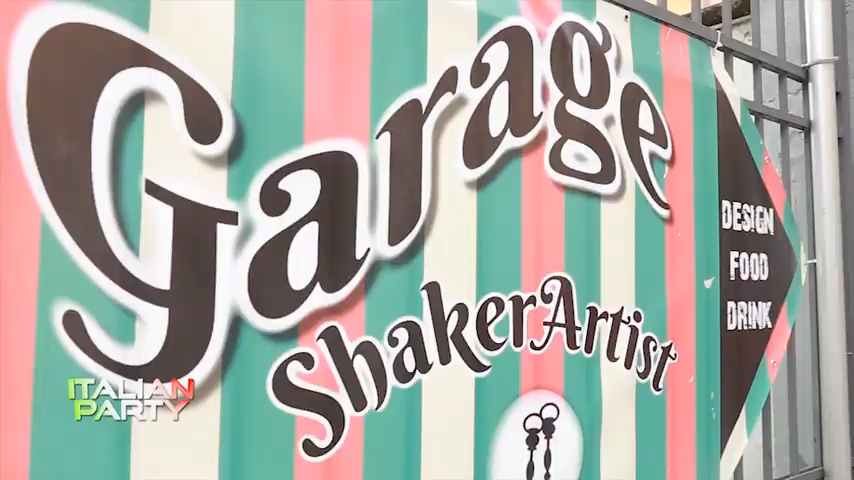 Garage
ShakerArtist
DESIGN
FOOD
DRINK
ITALIAN
PARTY